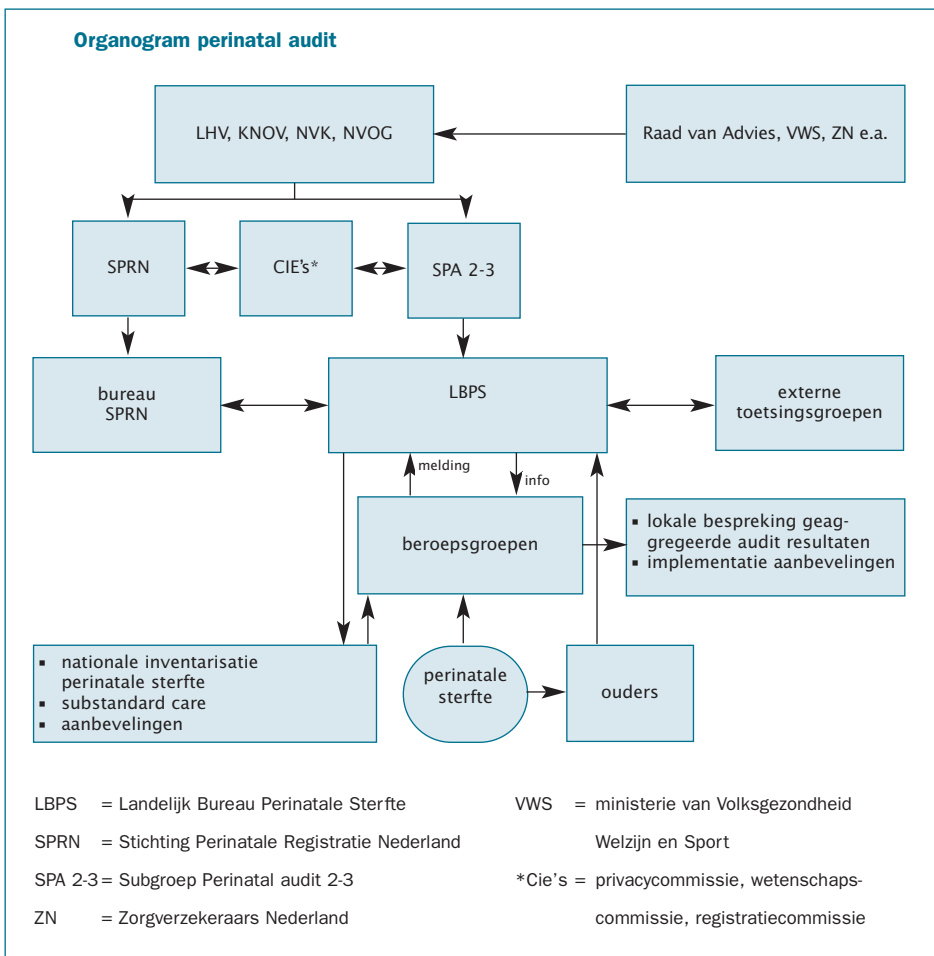 Organogram perinatal audit
LHV, KNOV, NVK, NVOG
Raad van Advies, VWS, ZN e.a.
SPRN
CIE's*
SPA 2-3
bureau
SPRN
LBPS
externe
toetsingsgroepen
melding
info
beroepsgroepen
▪ lokale bespreking geag-
gregeerde audit resultaten
▪ implementatie aanbevelingen
▪ nationale inventarisatie
perinatale sterfte
▪ substandard care
▪ aanbevelingen
perinatale
sterfte
ouders
LBPS = Landelijk Bureau Perinatale Sterfte
SPRN = Stichting Perinatale Registratie Nederland
SPA 2-3 = Subgroep Perinatal audit 2-3
ZN = Zorgverzekeraars Nederland
VWS = ministerie van Volksgezondheid
Welzijn en Sport
*Cie's = privacycommissie, wetenschaps-
commissie, registratiecommissie